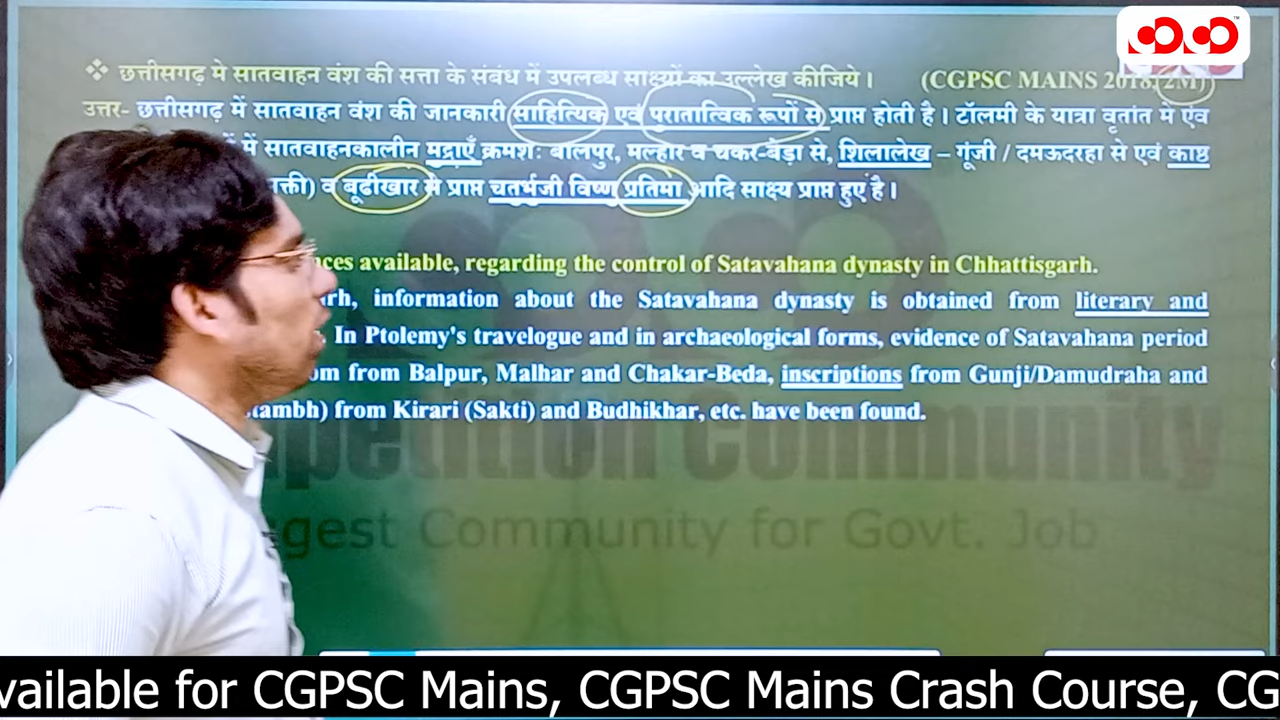 ❖ छत्तीसगढ़ मे सातवाहन वंश की सत्ता के संबंध में उपलब्ध साक्ष्यों का उल्लेख कीजिये। (CGPSC MAINS 2018, 2M)
उत्तर- छत्तीसगढ़ में सातवाहन वंश की जानकारी साहित्यिक एवं पुरातात्विक रूपों से प्राप्त होती है। टॉलमी के यात्रा वृतांत मे एवं
में सातवाहनकालीन मुद्राएँ क्रमशः बालपुर, मल्हार व चकर-बेड़ा से, शिलालेख – गूंजी / दमऊदरहा से एवं काष्ठ
व बूढीखार से प्राप्त चतुर्भुजी विष्णु प्रतिमा आदि साक्ष्य प्राप्त हुए है।
available, regarding the control of Satavahana dynasty in Chhattisgarh.
information about the Satavahana dynasty is obtained from literary and
In Ptolemy's travelogue and in archaeological forms, evidence of Satavahana period
from Balpur, Malhar and Chakar-Beda, inscriptions from Gunji/Damudraha and
from Kirari (Sakti) and Budhikhar, etc. have been found.
petition Community
gest Community for Govt. Job
vailable for CGPSC Mains, CGPSC Mains Crash Course, CG